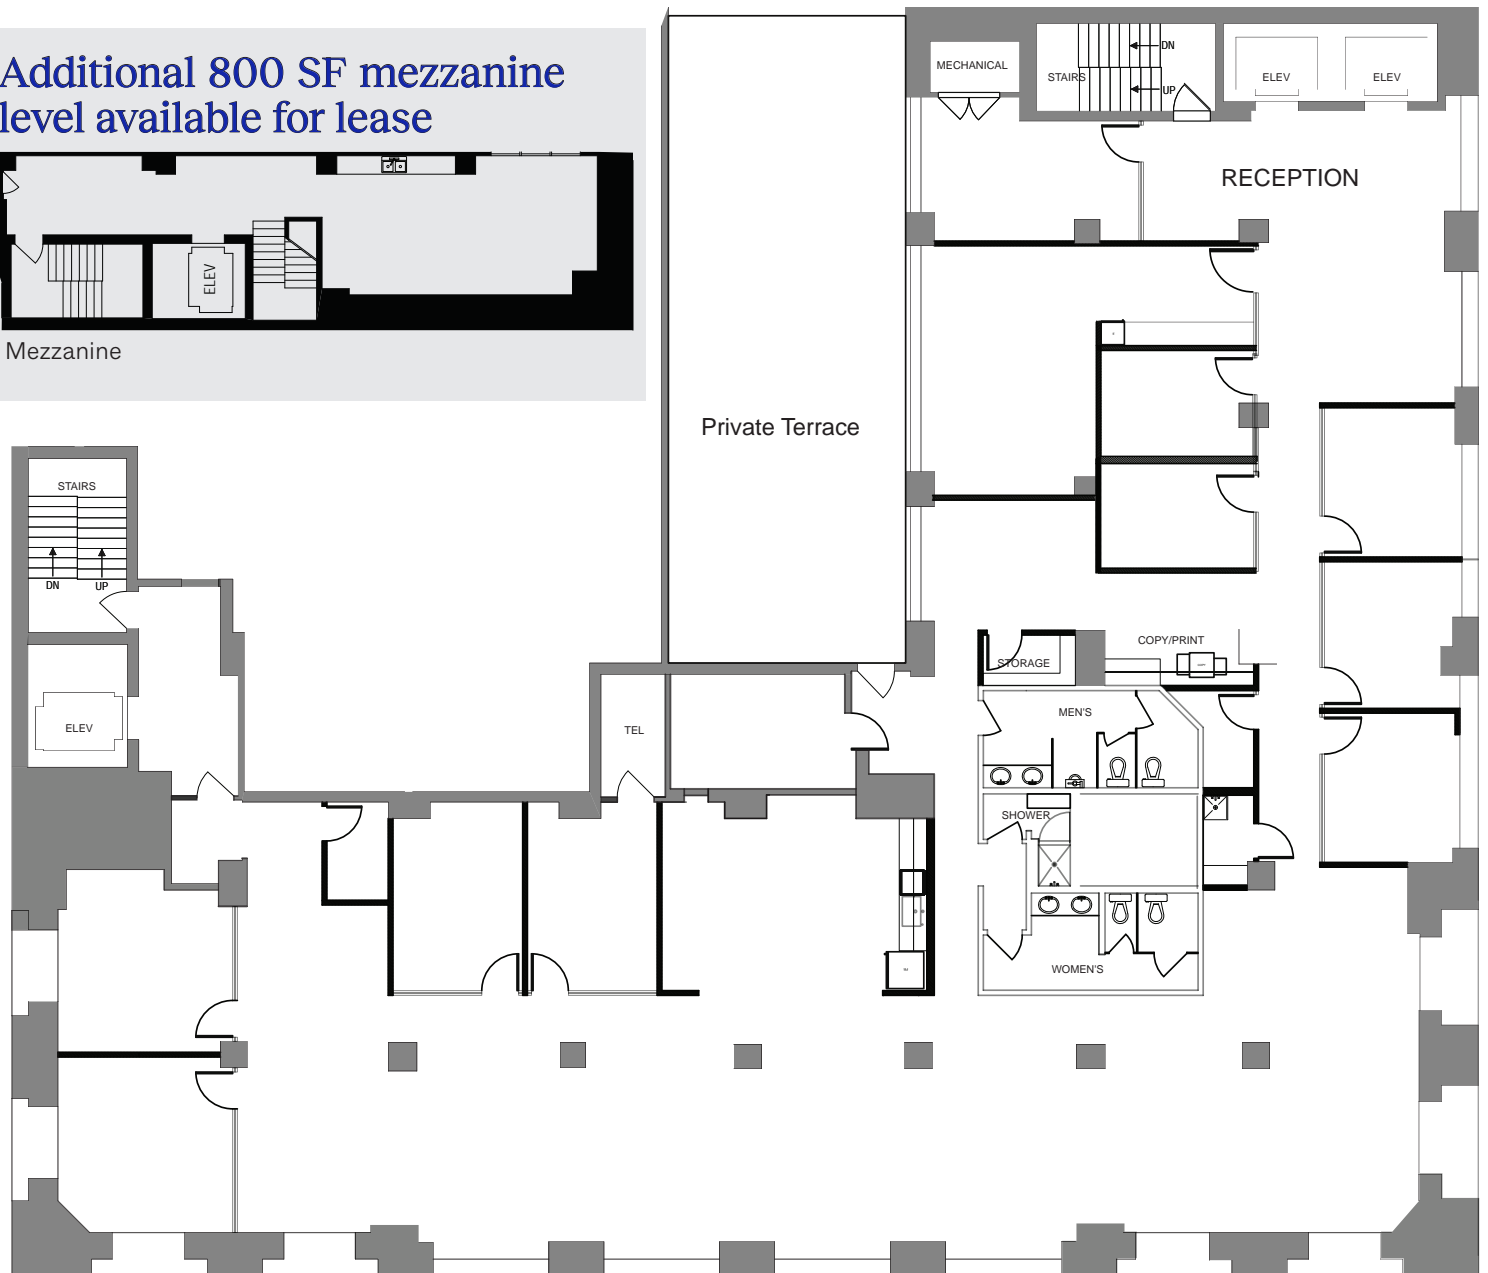 Additional 800 SF mezzanine
level available for lease
ELEV
Mezzanine
MECHANICAL
STAIRS
DN
UP
ELEV
ELEV
RECEPTION
Private Terrace
STAIRS
DN
UP
ELEV
TEL
STORAGE
COPY/PRINT
MEN'S
SHOWER
WOMEN'S